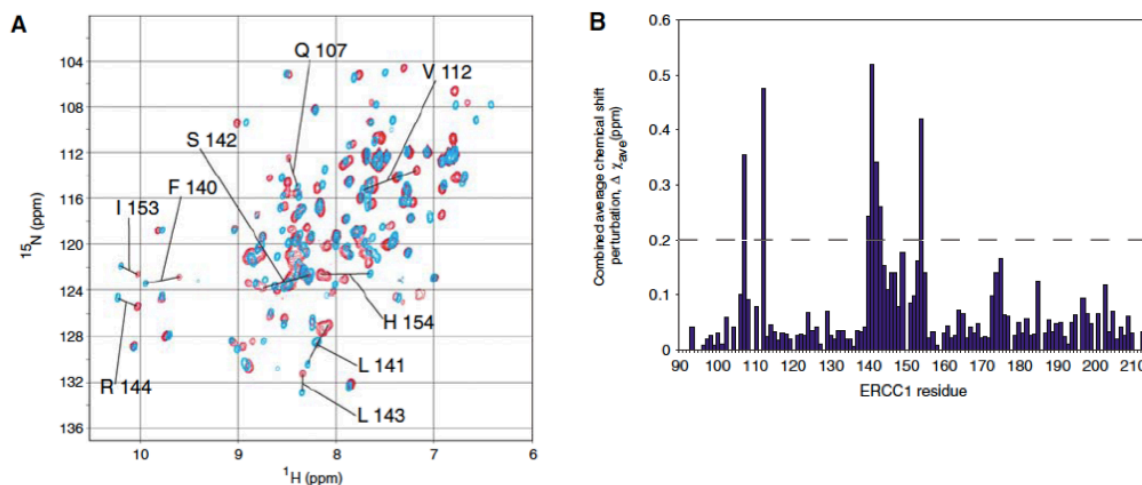 A
Q 107
V 112
S 142
F 140
I 153
R 144
H 154
L 141
L 143
104
108
112
116
120
124
128
132
136
15N (ppm)
10
9
8
7
6
1H (ppm)
B
0.6
0.5
0.4
0.3
0.2
0.1
0
Combined average chemical shift
perturbation, Δ χave(ppm)
90 100 110 120 130 140 150 160 170 180 190 200 210
ERCC1 residue